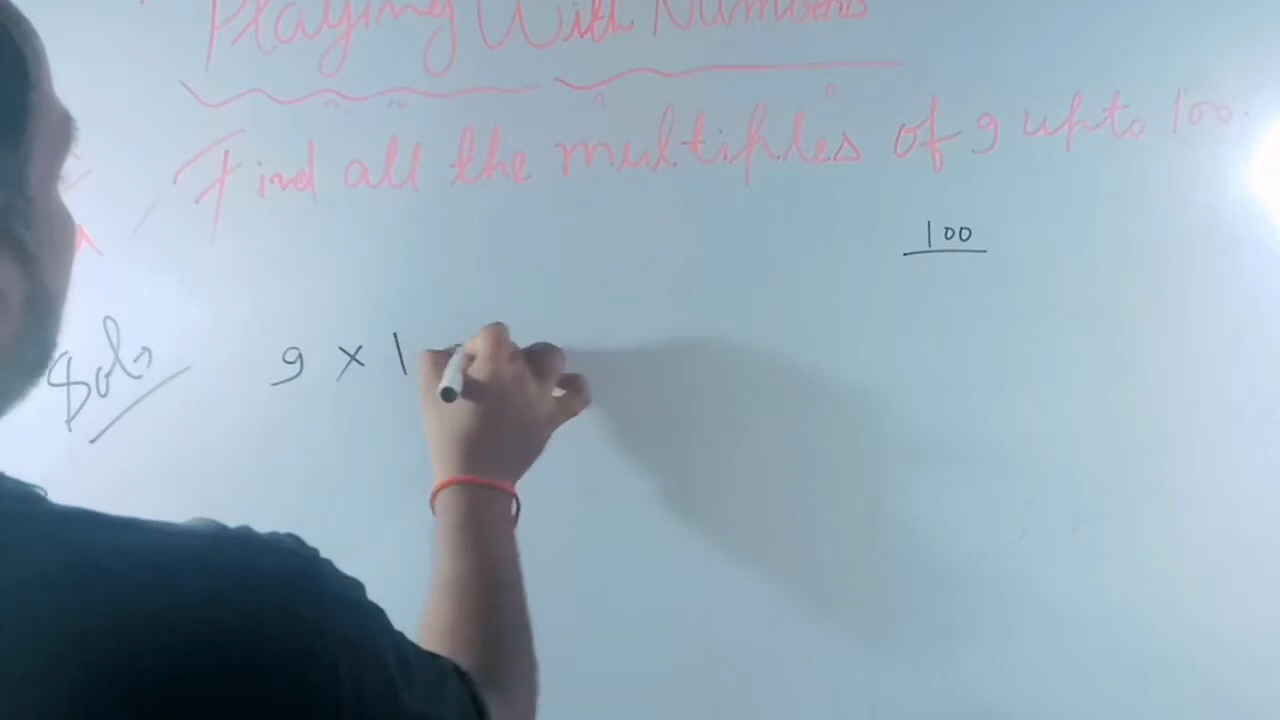 Playing With Numbers
Find all the multiples of 9 upto 100.
100
Sol
9 × 1